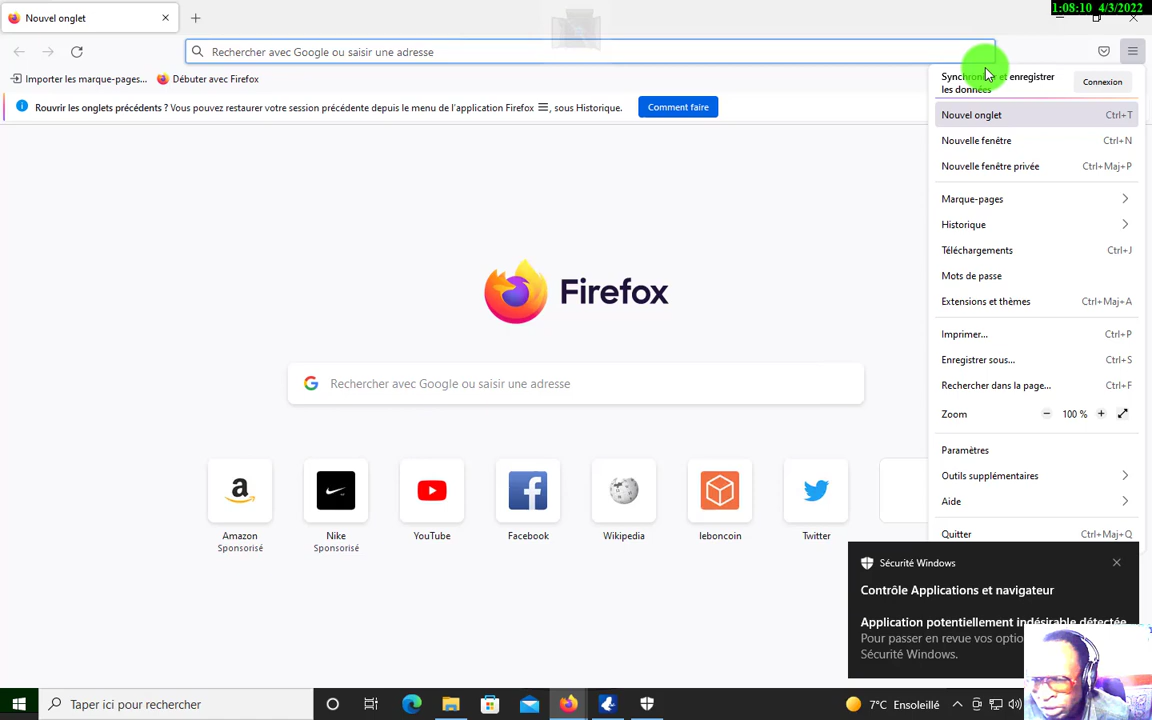 1:08:10 4/3/2022
Nouvel onglet
Rechercher avec Google ou saisir une adresse
Importer les marque-pages...
Débuter avec Firefox
Rouvrir les onglets précédents ? Vous pouvez restaurer votre session précédente depuis le menu de l'application Firefox ☰, sous Historique.
Comment faire
Synchroniser et enregistrer
les données
Connexion
Nouvel onglet Ctrl+T
Nouvelle fenêtre Ctrl+N
Nouvelle fenêtre privée Ctrl+Maj+P
Marque-pages
Historique
Téléchargements Ctrl+J
Mots de passe
Extensions et thèmes Ctrl+Maj+A
Imprimer... Ctrl+P
Enregistrer sous... Ctrl+S
Rechercher dans la page... Ctrl+F
Zoom − 100 % +
Paramètres
Outils supplémentaires
Aide
Quitter Ctrl+Maj+Q
Firefox
Rechercher avec Google ou saisir une adresse
Amazon
Sponsorisé
Nike
Sponsorisé
YouTube
Facebook
Wikipedia
leboncoin
Twitter
Sécurité Windows
Contrôle Applications et navigateur
Application potentiellement indésirable détectée
Pour passer en revue vos
Sécurité Windows.
Taper ici pour rechercher
7°C Ensoleillé